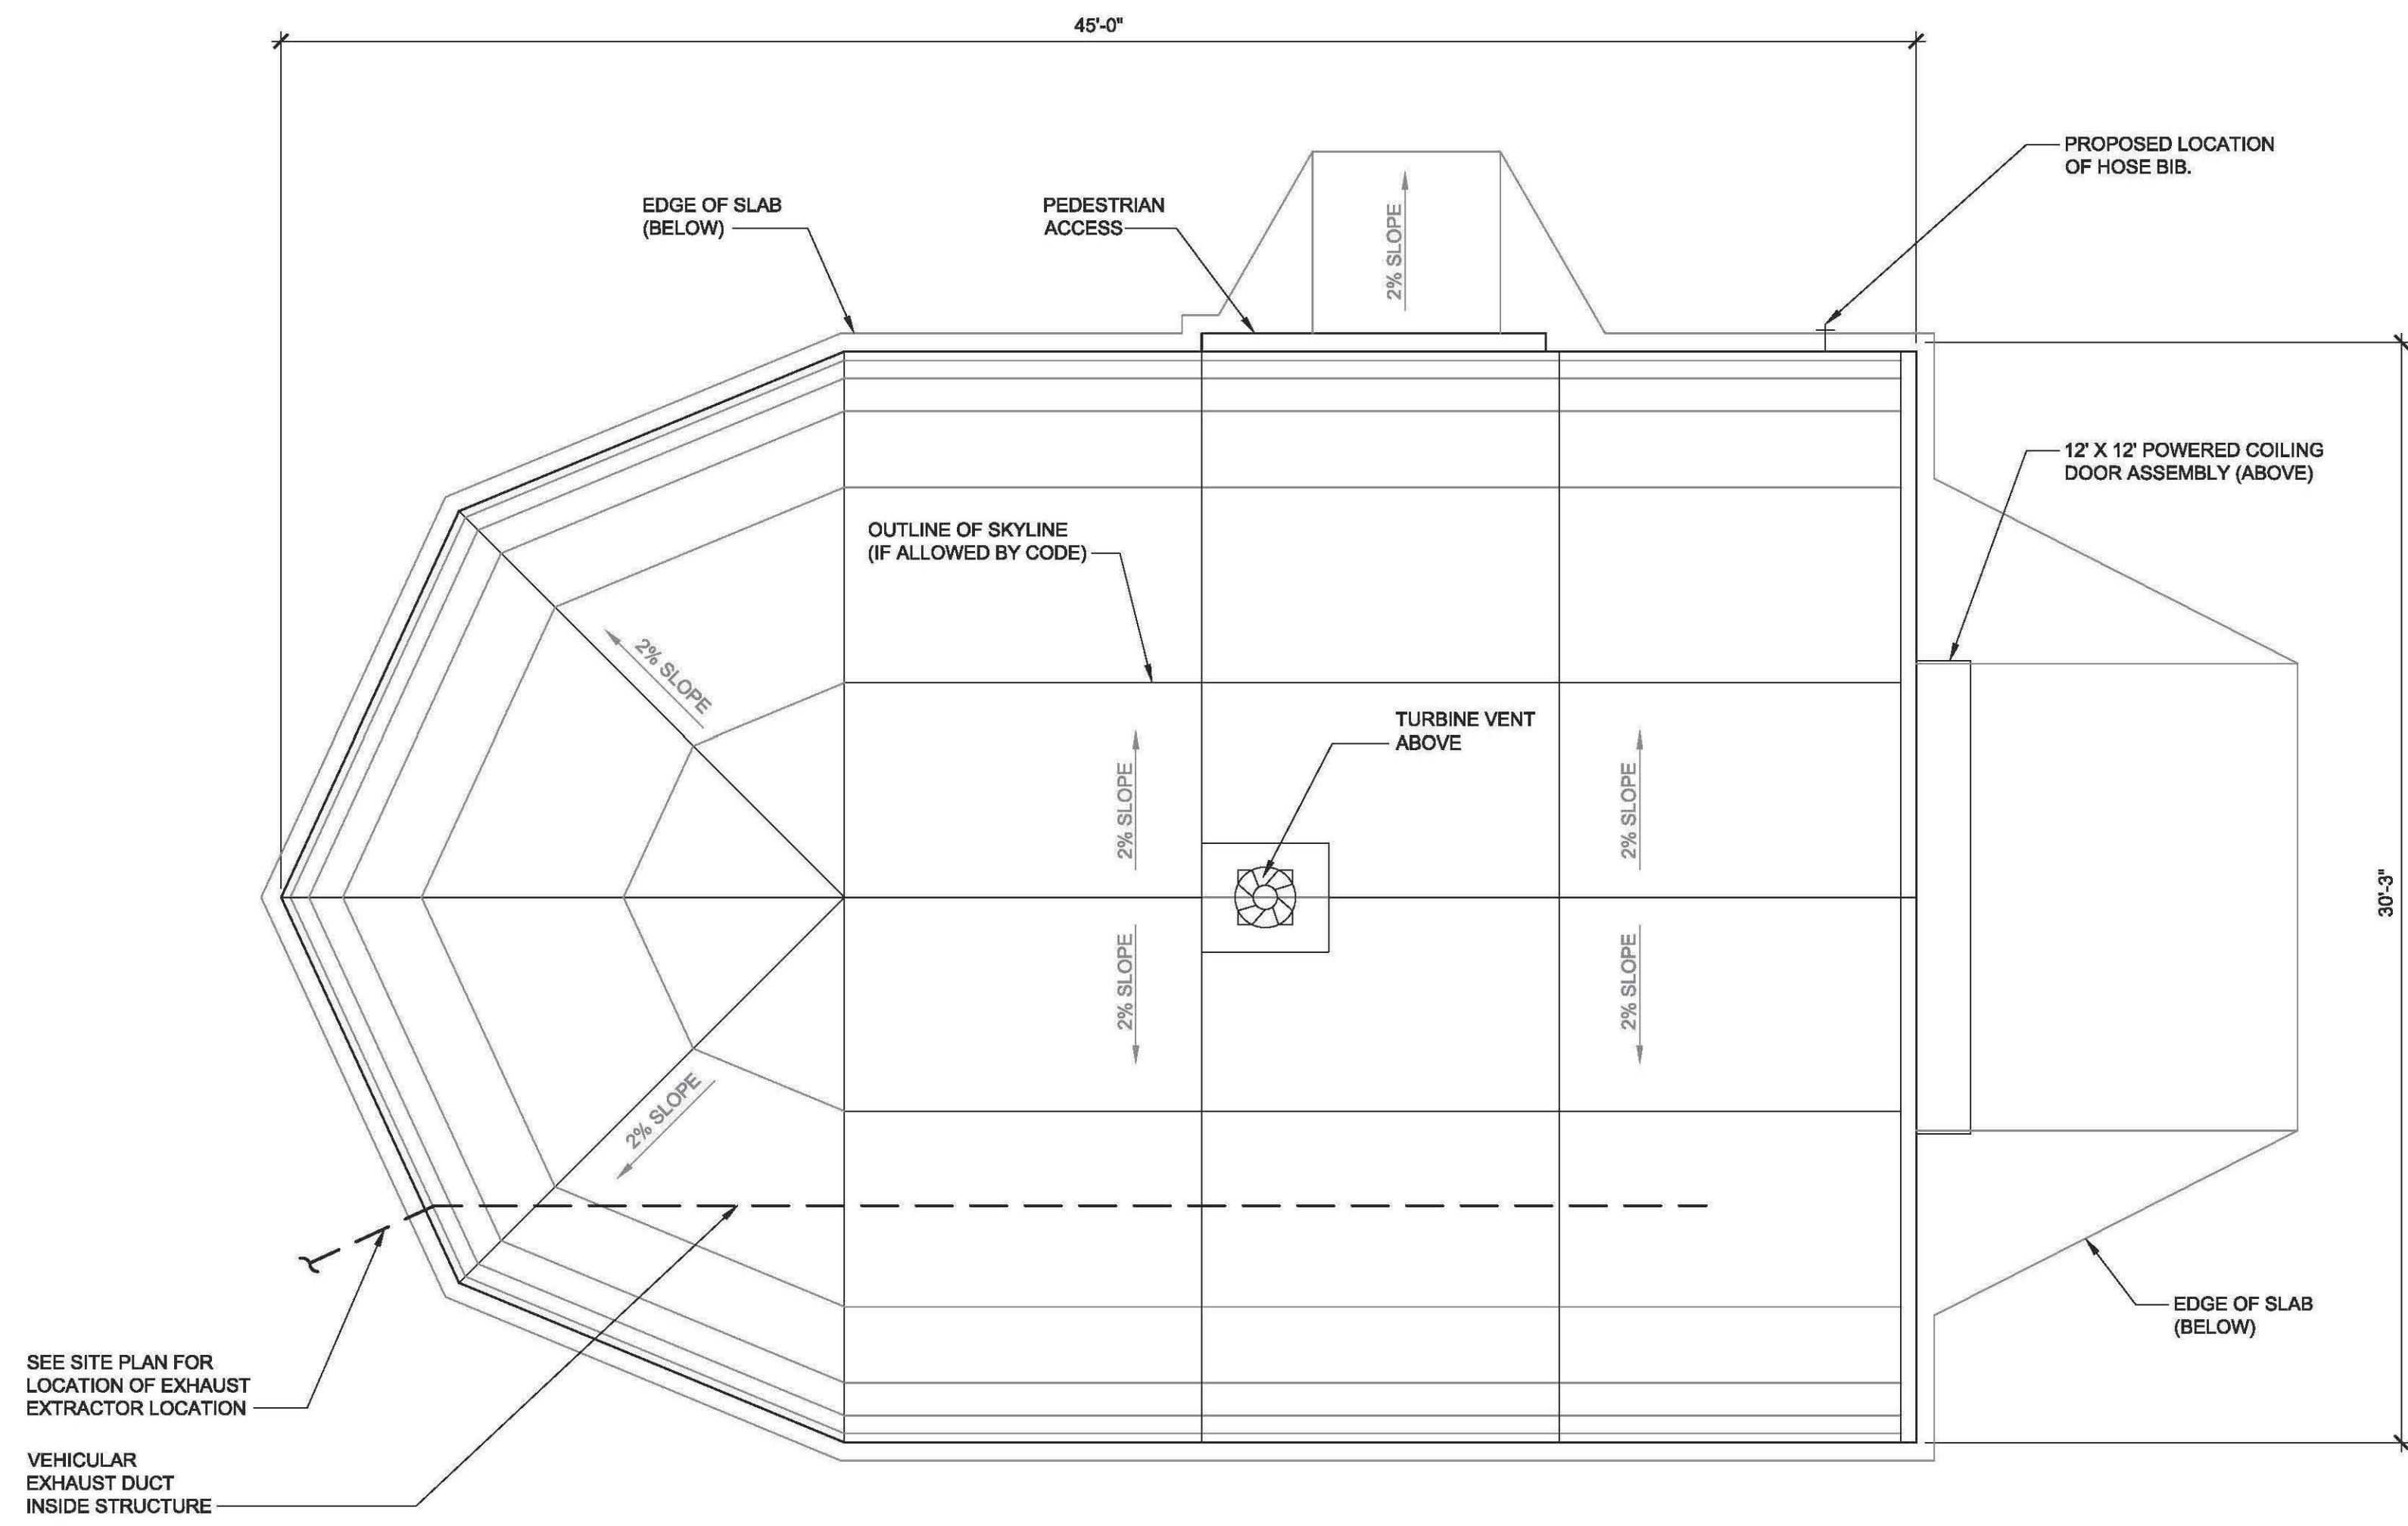 45'-0"
PROPOSED LOCATION
OF HOSE BIB.
EDGE OF SLAB
(BELOW)
PEDESTRIAN
ACCESS
2% SLOPE
12' X 12' POWERED COILING
DOOR ASSEMBLY (ABOVE)
OUTLINE OF SKYLINE
(IF ALLOWED BY CODE)
2% SLOPE
TURBINE VENT
ABOVE
2% SLOPE
2% SLOPE
30'-3"
2% SLOPE
2% SLOPE
2% SLOPE
EDGE OF SLAB
(BELOW)
SEE SITE PLAN FOR
LOCATION OF EXHAUST
EXTRACTOR LOCATION
VEHICULAR
EXHAUST DUCT
INSIDE STRUCTURE